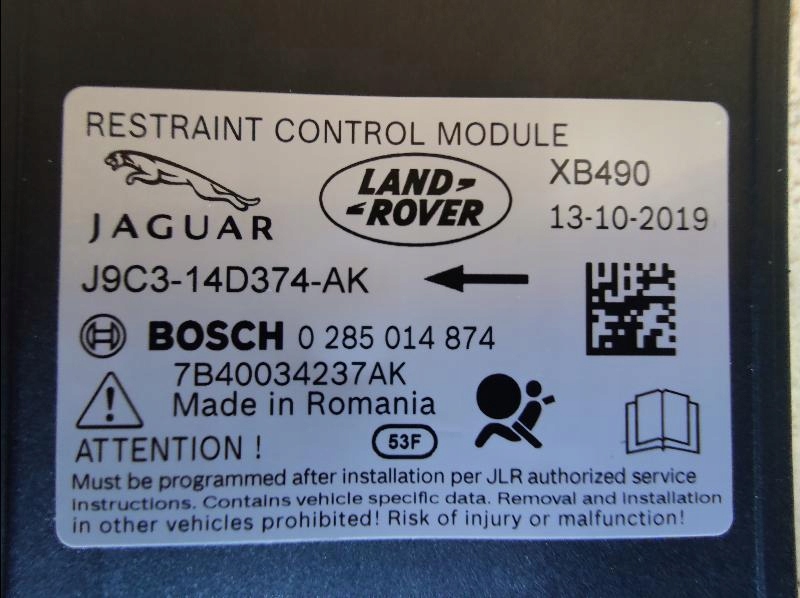 RESTRAINT CONTROL MODULE
JAGUAR
LAND-
-ROVER
XB490
13-10-2019
J9C3-14D374-AK
BOSCH 0 285 014 874
7B40034237AK
Made in Romania
ATTENTION !
53F
Must be programmed after installation per JLR authorized service
instructions. Contains vehicle specific data. Removal and installation
in other vehicles prohibited! Risk of injury or malfunction!